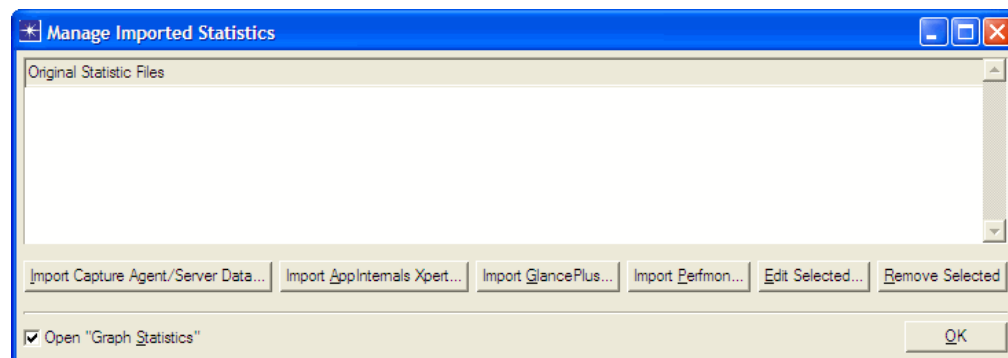 Manage Imported Statistics
Original Statistic Files
Import Capture Agent/Server Data... Import AppInternals Xpert... Import GlancePlus... Import Perfmon... Edit Selected... Remove Selected
Open "Graph Statistics" OK